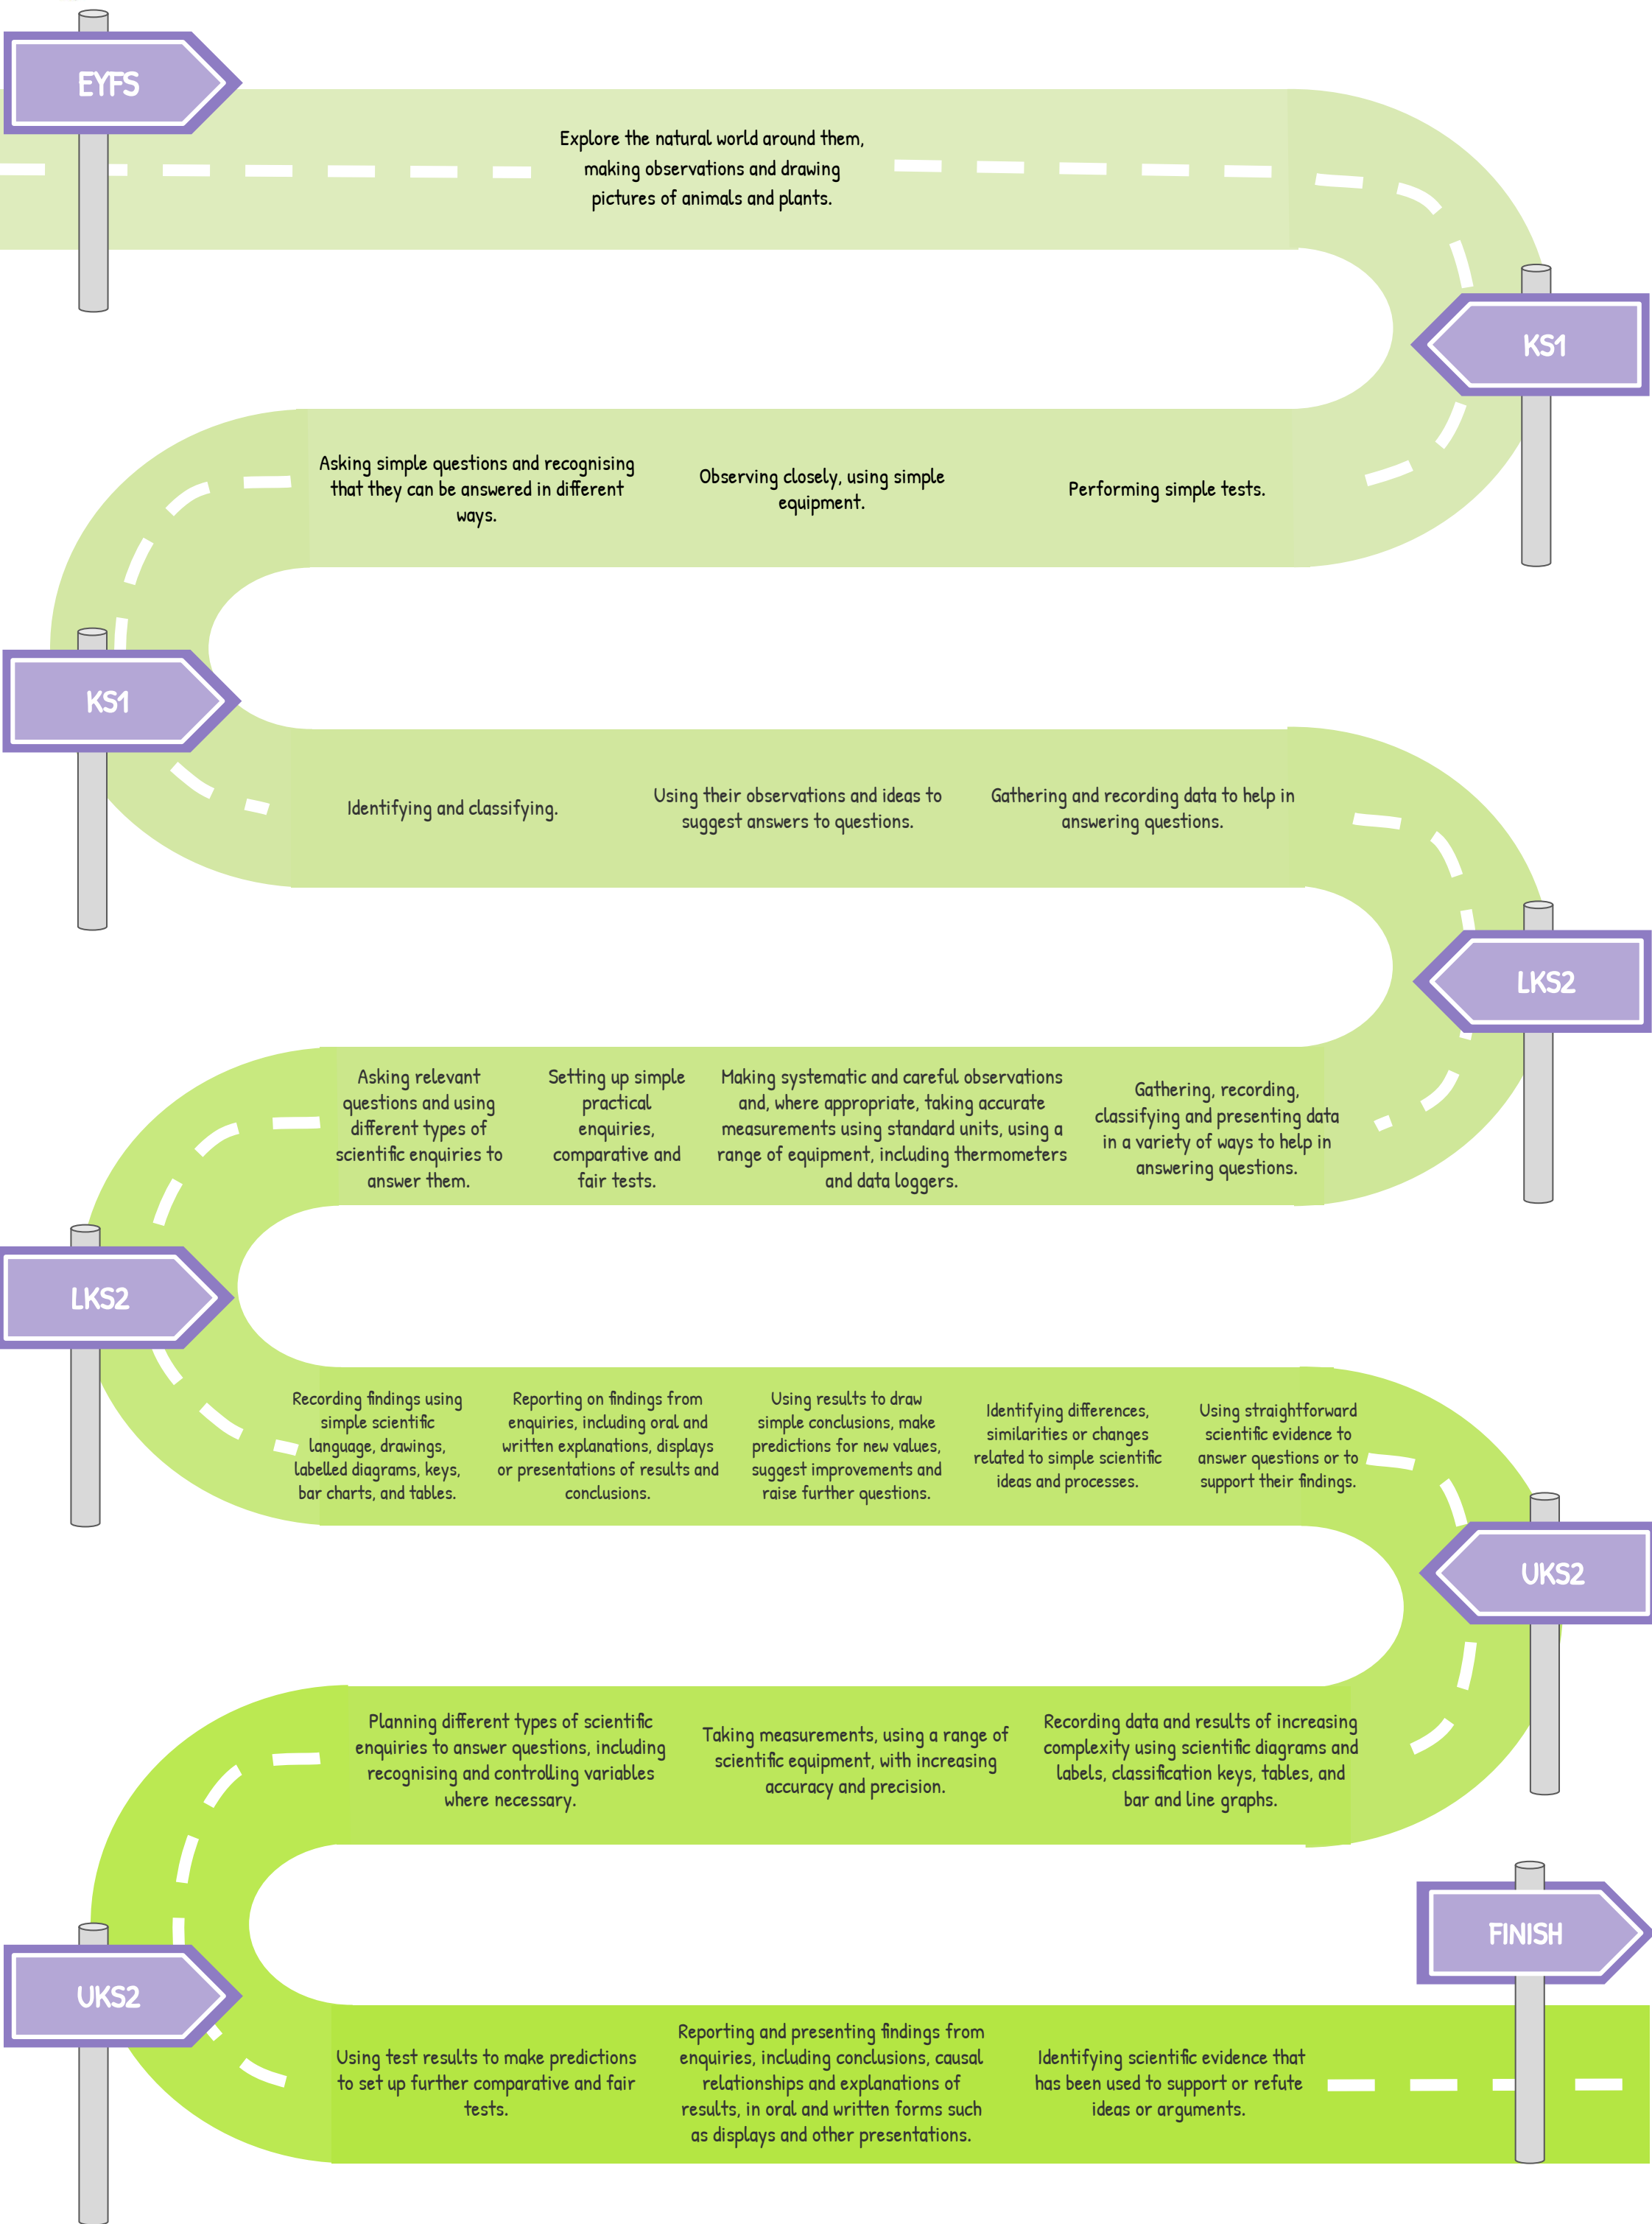 EYFS
Explore the natural world around them,
making observations and drawing
pictures of animals and plants.
KS1
Asking simple questions and recognising
that they can be answered in different
ways.
Observing closely, using simple
equipment.
Performing simple tests.
KS1
Identifying and classifying.
Using their observations and ideas to
suggest answers to questions.
Gathering and recording data to help in
answering questions.
LKS2
Asking relevant
questions and using
different types of
scientific enquiries to
answer them.
Setting up simple
practical
enquiries,
comparative and
fair tests.
Making systematic and careful observations
and, where appropriate, taking accurate
measurements using standard units, using a
range of equipment, including thermometers
and data loggers.
Gathering, recording,
classifying and presenting data
in a variety of ways to help in
answering questions.
LKS2
Recording findings using
simple scientific
language, drawings,
labelled diagrams, keys,
bar charts, and tables.
Reporting on findings from
enquiries, including oral and
written explanations, displays
or presentations of results and
conclusions.
Using results to draw
simple conclusions, make
predictions for new values,
suggest improvements and
raise further questions.
Identifying differences,
similarities or changes
related to simple scientific
ideas and processes.
Using straightforward
scientific evidence to
answer questions or to
support their findings.
UKS2
Planning different types of scientific
enquiries to answer questions, including
recognising and controlling variables
where necessary.
Taking measurements, using a range of
scientific equipment, with increasing
accuracy and precision.
Recording data and results of increasing
complexity using scientific diagrams and
labels, classification keys, tables, and
bar and line graphs.
FINISH
UKS2
Using test results to make predictions
to set up further comparative and fair
tests.
Reporting and presenting findings from
enquiries, including conclusions, causal
relationships and explanations of
results, in oral and written forms such
as displays and other presentations.
Identifying scientific evidence that
has been used to support or refute
ideas or arguments.